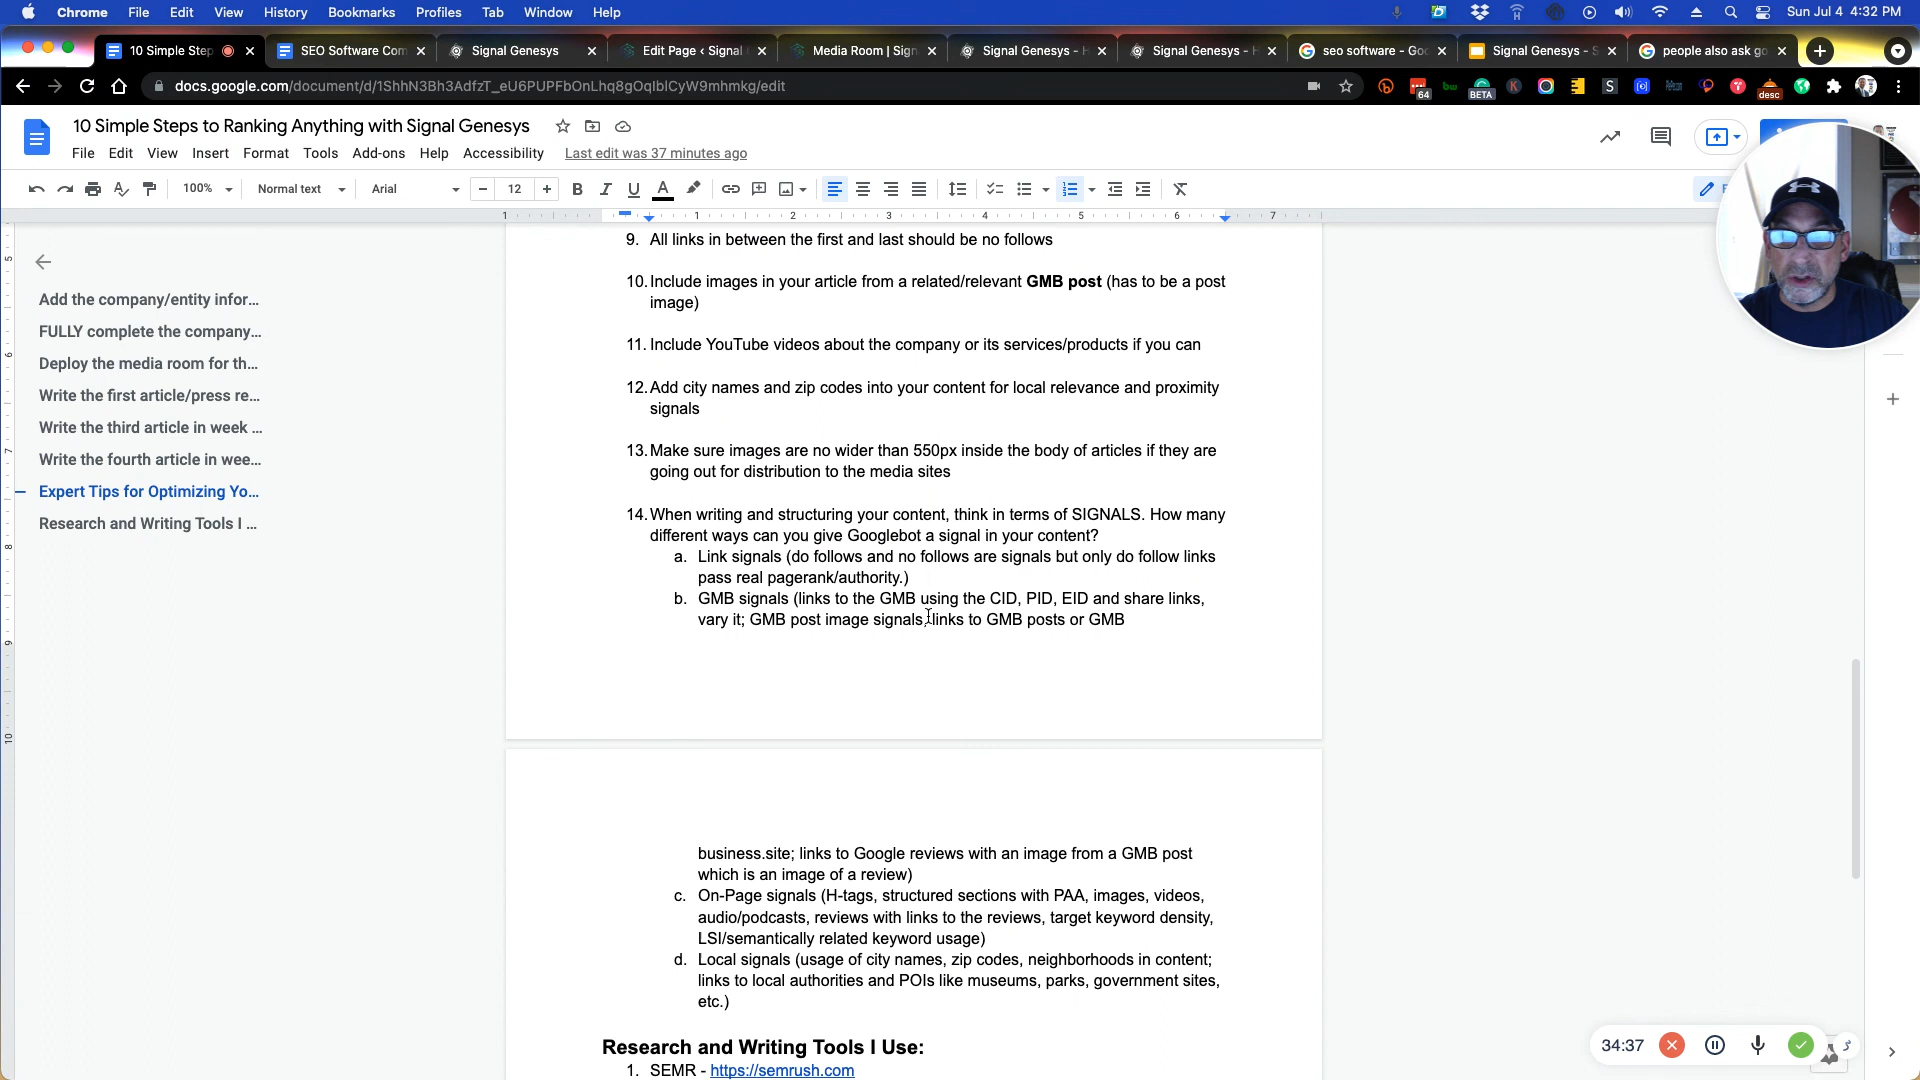 Chrome File Edit View History Bookmarks Profiles Tab Window Help Sun Jul 4 4:32 PM
10 Simple Step SEO Software Com Signal Genesys Edit Page ‹ Signal Media Room | Sign Signal Genesys - H Signal Genesys - H seo software - Goo Signal Genesys - S people also ask go
docs.google.com/document/d/1ShhN3Bh3AdfzT_eU6PUPFbOnLhq8gOqIblCyW9mhmkg/edit
64 BETA desc
10 Simple Steps to Ranking Anything with Signal Genesys
File Edit View Insert Format Tools Add-ons Help Accessibility Last edit was 37 minutes ago
100% Normal text Arial 12
1 1 2 3 4 5 6 7
Add the company/entity infor...
FULLY complete the company...
Deploy the media room for th...
Write the first article/press re...
Write the third article in week ...
Write the fourth article in wee...
Expert Tips for Optimizing Yo...
Research and Writing Tools I ...
9. All links in between the first and last should be no follows
10. Include images in your article from a related/relevant GMB post (has to be a post
image)
11. Include YouTube videos about the company or its services/products if you can
12. Add city names and zip codes into your content for local relevance and proximity
signals
13. Make sure images are no wider than 550px inside the body of articles if they are
going out for distribution to the media sites
14. When writing and structuring your content, think in terms of SIGNALS. How many
different ways can you give Googlebot a signal in your content?
a. Link signals (do follows and no follows are signals but only do follow links
pass real pagerank/authority.)
b. GMB signals (links to the GMB using the CID, PID, EID and share links,
vary it; GMB post image signals, links to GMB posts or GMB
business.site; links to Google reviews with an image from a GMB post
which is an image of a review)
c. On-Page signals (H-tags, structured sections with PAA, images, videos,
audio/podcasts, reviews with links to the reviews, target keyword density,
LSI/semantically related keyword usage)
d. Local signals (usage of city names, zip codes, neighborhoods in content;
links to local authorities and POIs like museums, parks, government sites,
etc.)
Research and Writing Tools I Use:
1. SEMR - https://semrush.com
34:37